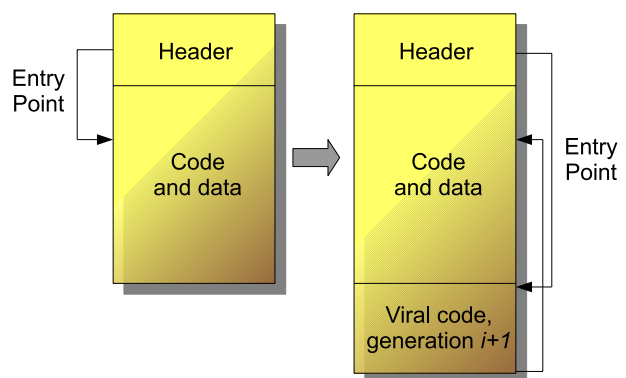 Header
Entry
Point
Code
and data
Header
Code
and data
Entry
Point
Viral code,
generation i+1